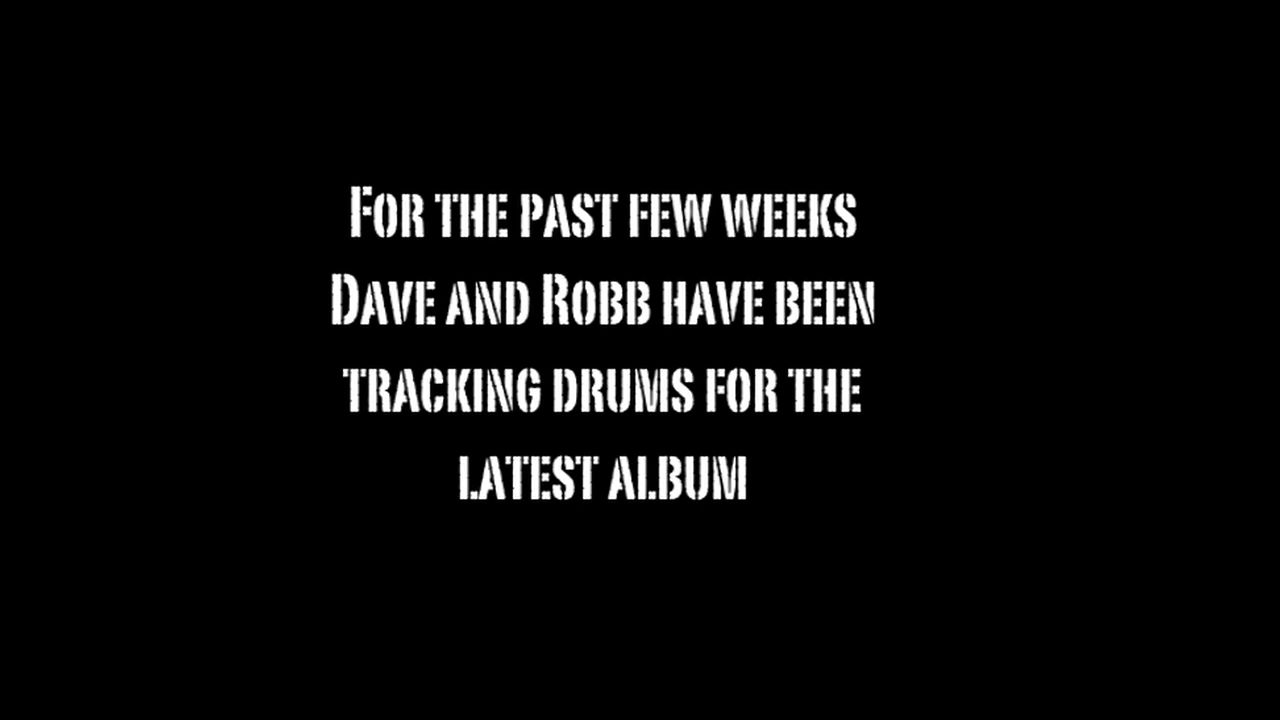 For the past few weeks
Dave and Robb have been
tracking drums for the
latest album